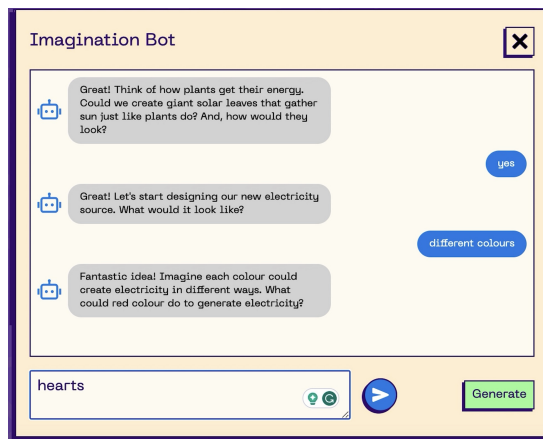 Imagination Bot
Great! Think of how plants get their energy.
Could we create giant solar leaves that gather
sun just like plants do? And, how would they
look?
yes
Great! Let's start designing our new electricity
source. What would it look like?
different colours
Fantastic idea! Imagine each colour could
create electricity in different ways. What
could red colour do to generate electricity?
hearts
Generate